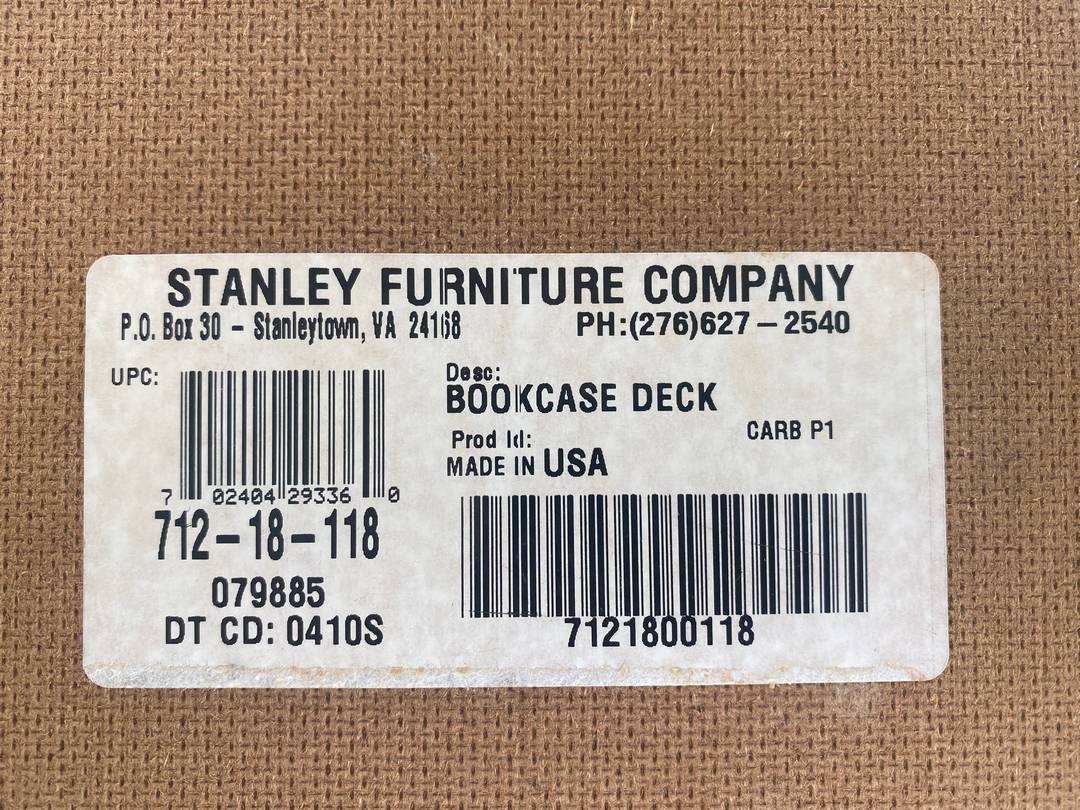 STANLEY FURNITURE COMPANY
P.O. Box 30 – Stanleytown, VA 24168
PH:(276)627–2540
UPC:
7 02404 29336 0
712–18–118
079885
DT CD: 0410S
Desc:
BOOKCASE DECK
CARB P1
Prod Id:
MADE IN USA
7121800118